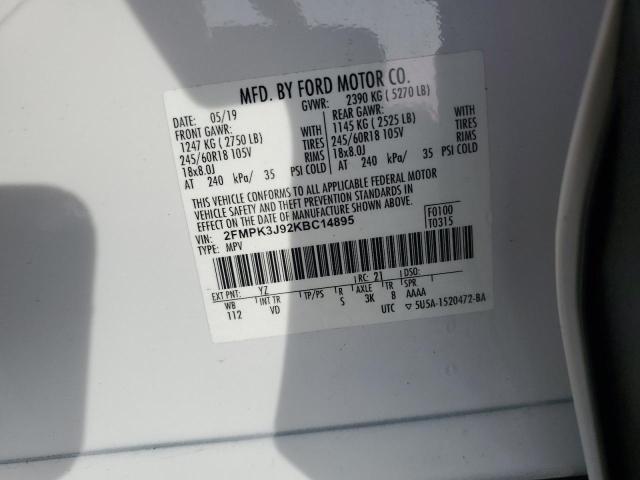 MFD. BY FORD MOTOR CO.
DATE: 05/19 GVWR: 2390 KG ( 5270 LB)
FRONT GAWR: REAR GAWR:
1247 KG ( 2750 LB) WITH 1145 KG ( 2525 LB) WITH
245/60R18 105V TIRES 245/60R18 105V TIRES
18x8.0J RIMS 18x8.0J RIMS
AT 240 kPa/ 35 PSI COLD AT 240 kPa/ 35 PSI COLD
THIS VEHICLE CONFORMS TO ALL APPLICABLE FEDERAL MOTOR
VEHICLE SAFETY AND THEFT PREVENTION STANDARDS IN
EFFECT ON THE DATE OF MANUFACTURE SHOWN ABOVE.
VIN: 2FMPK3J92KBC14895 F0100
TYPE: MPV T0315
EXT PNT: YZ RC: 21 DSO:
WB INT TR TP/PS R AXLE TR SPR
112 VD S 3K 8 AAAA
UTC ▽ 5U5A-1520472-BA